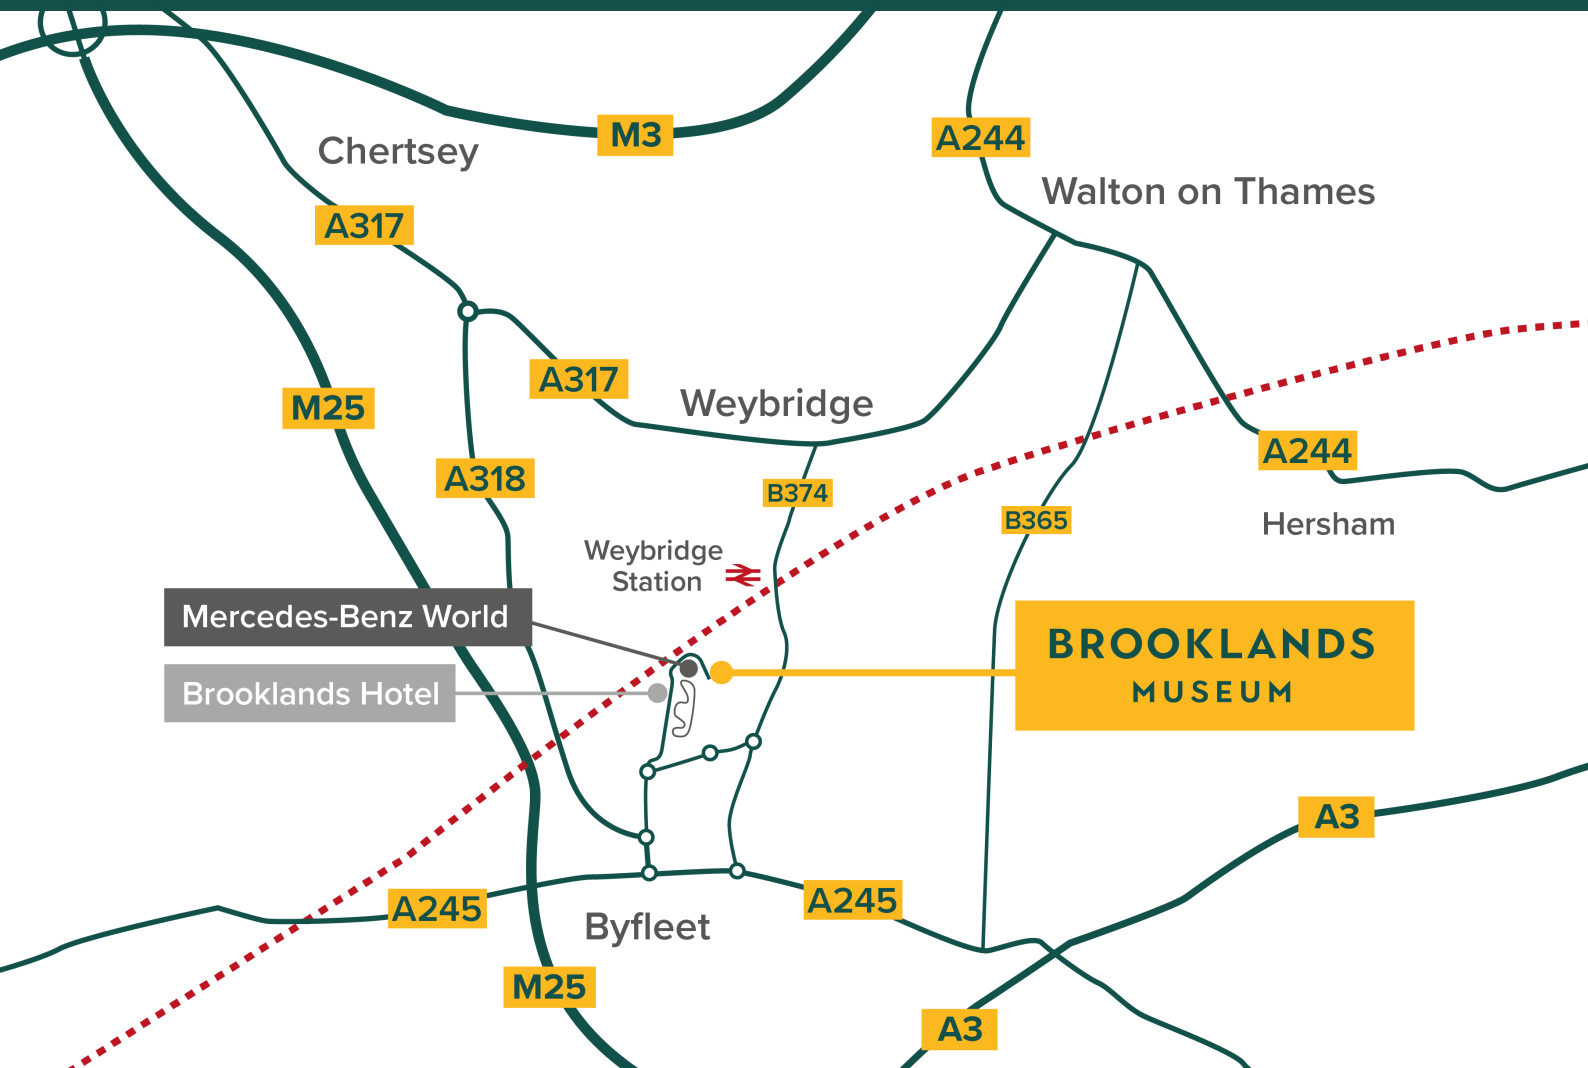 M3
A244
Chertsey
Walton on Thames
A317
A317
M25
Weybridge
A244
A318
B374
B365
Hersham
Weybridge
Station
Mercedes-Benz World
BROOKLANDS
MUSEUM
Brooklands Hotel
A3
A245
A245
Byfleet
M25
A3